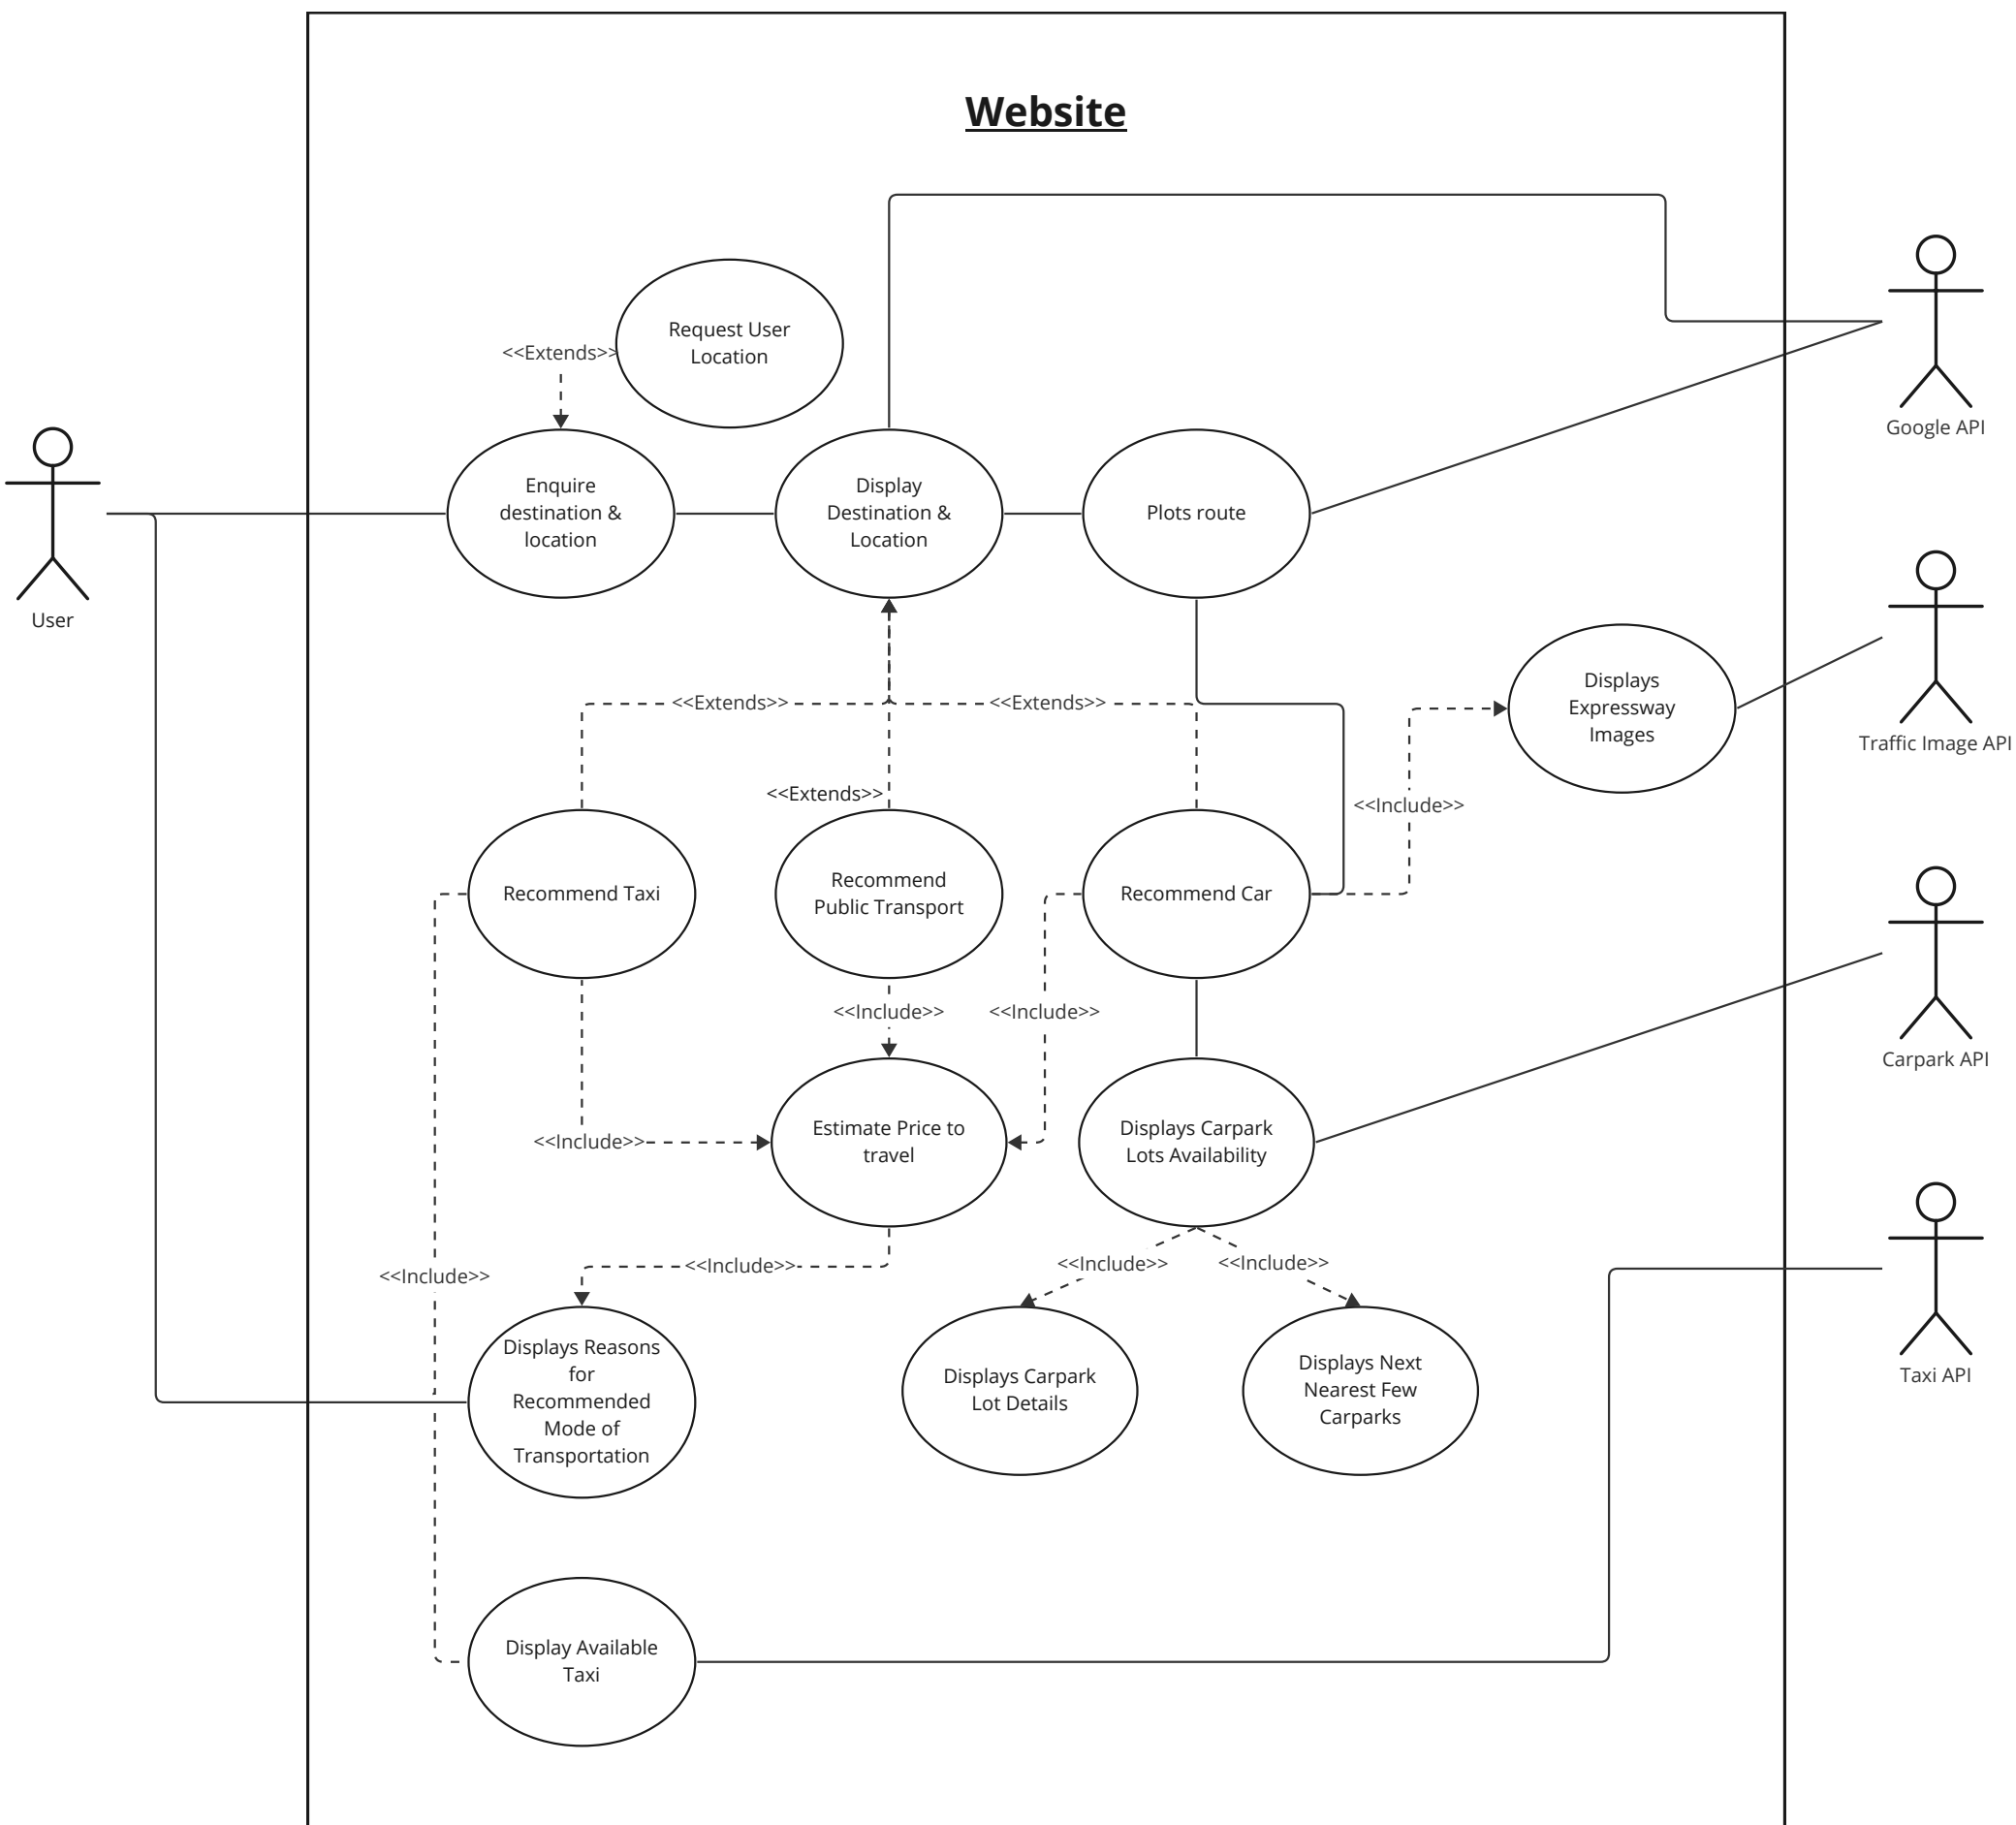 Website
Request User
Location
<<Extends>>
Google API
Enquire
destination &
location
Display
Destination &
Location
Plots route
User
Displays
Expressway
Images
Traffic Image API
<<Extends>>
<<Extends>>
<<Extends>>
<<Include>>
Recommend Taxi
Recommend
Public Transport
Recommend Car
<<Include>>
<<Include>>
Carpark API
<<Include>>
Estimate Price to
travel
Displays Carpark
Lots Availability
<<Include>>
<<Include>>
<<Include>>
<<Include>>
Displays Reasons
for
Recommended
Mode of
Transportation
Displays Carpark
Lot Details
Displays Next
Nearest Few
Carparks
Taxi API
Display Available
Taxi